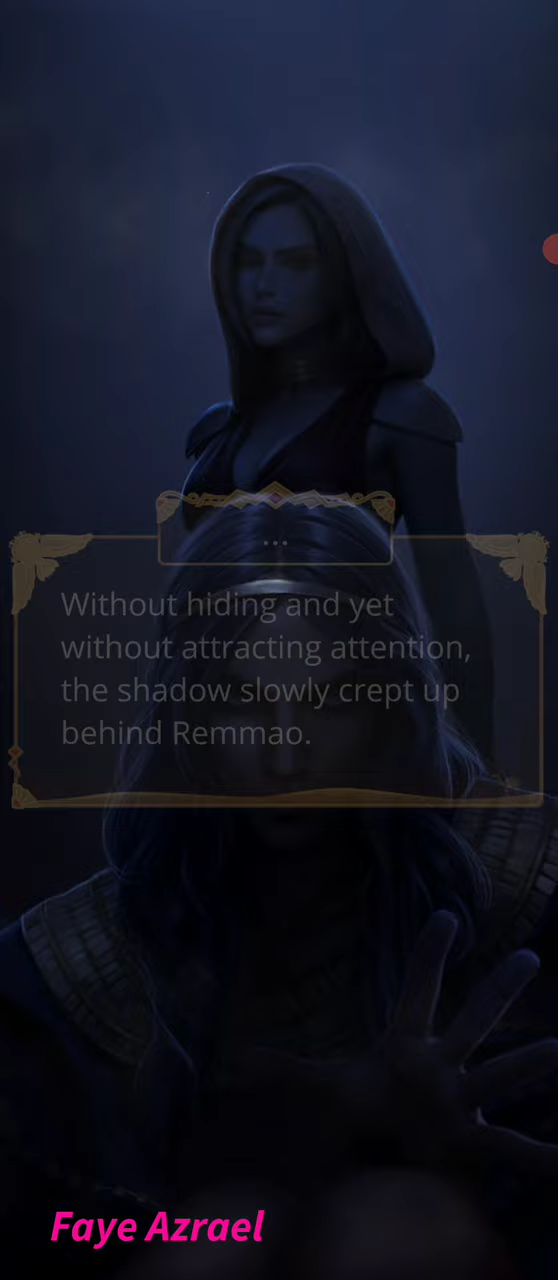 ...
Without hiding and yet
without attracting attention,
the shadow slowly crept up
behind Remmao.
Faye Azrael